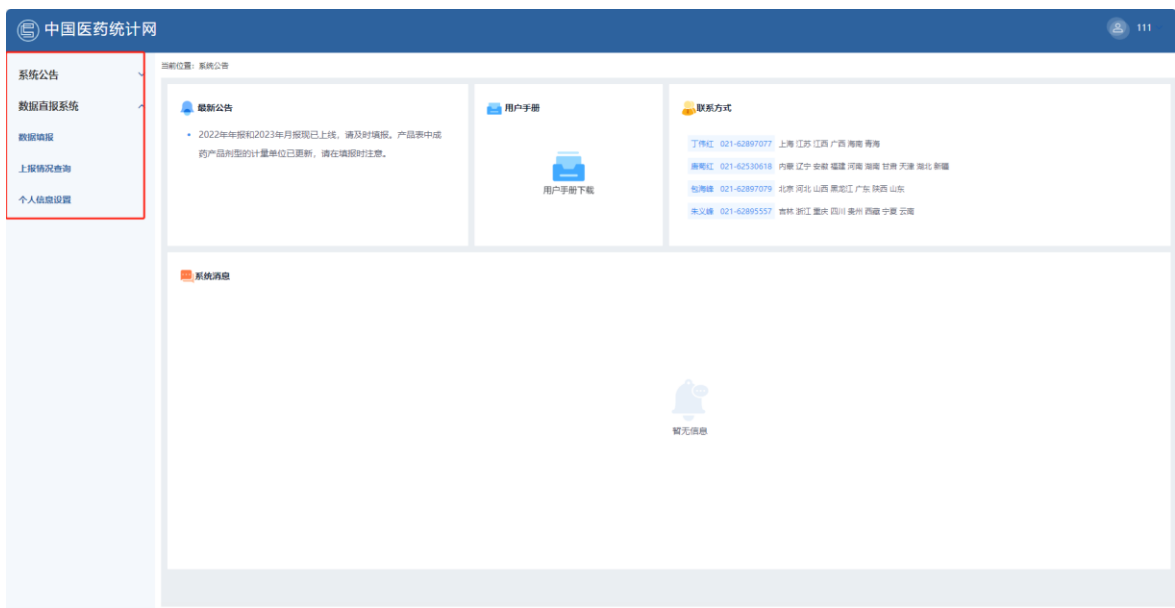 中国医药统计网
111
系统公告
数据直报系统
数据填报
上报情况查询
个人信息设置
当前位置：系统公告
最新公告
2022年年报和2023年月报现已上线，请及时填报。产品表中成
药产品剂型的计量单位已更新，请在填报时注意。
用户手册
用户手册下载
联系方式
丁伟红 021-62897077 上海 江苏 江西 广西 海南 青海
唐菊红 021-62530618 内蒙 辽宁 安徽 福建 河南 湖南 甘肃 天津 湖北 新疆
包海峰 021-62897079 北京 河北 山西 黑龙江 广东 陕西 山东
朱义峰 021-62895557 吉林 浙江 重庆 四川 贵州 西藏 宁夏 云南
系统消息
暂无信息